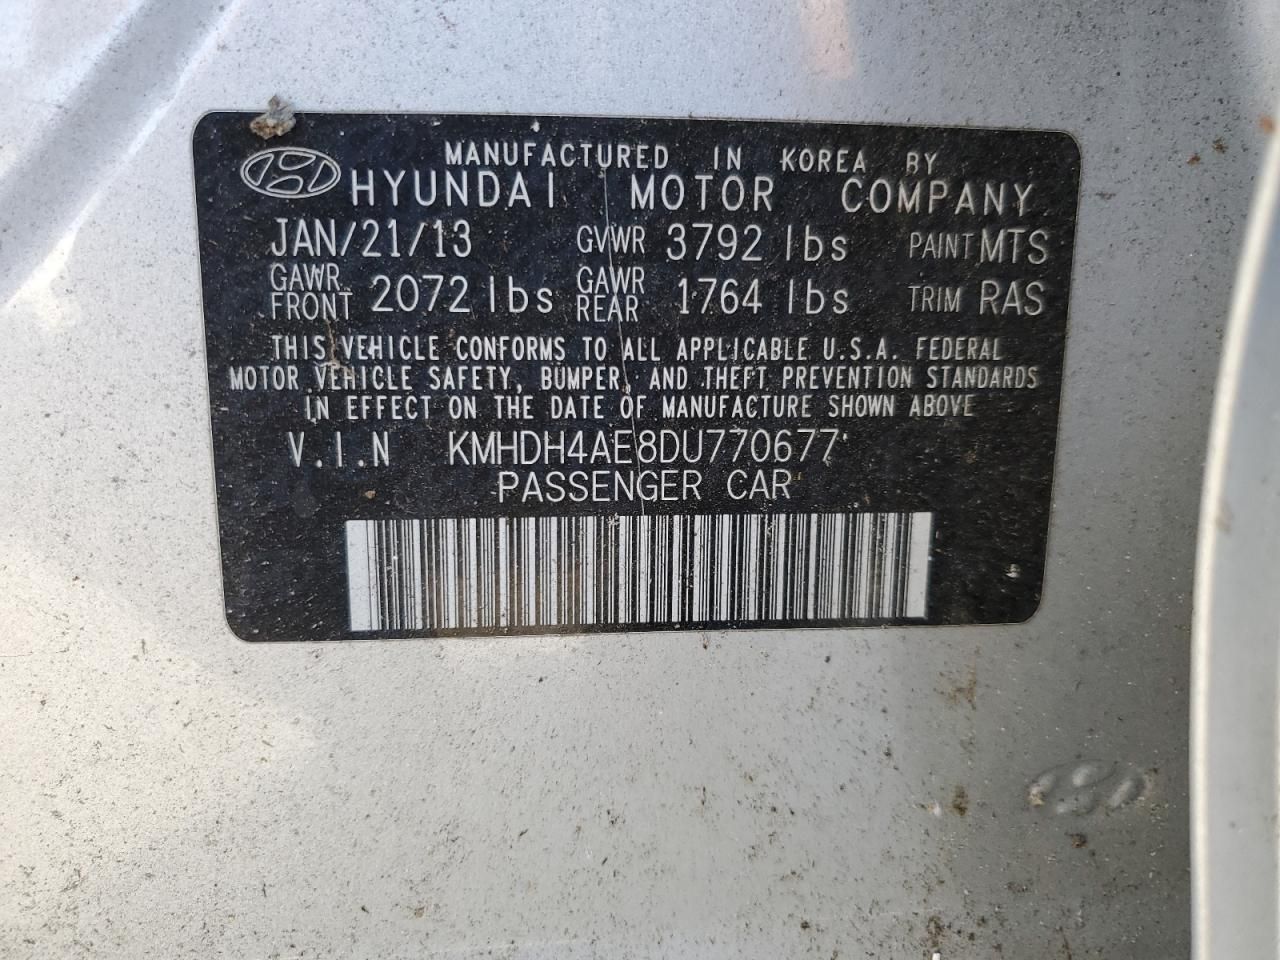 MANUFACTURED IN KOREA BY
HYUNDAI MOTOR COMPANY
JAN/21/13 GVWR 3792 lbs PAINT MTS
GAWR FRONT 2072 lbs GAWR REAR 1764 lbs TRIM RAS
THIS VEHICLE CONFORMS TO ALL APPLICABLE U.S.A. FEDERAL
MOTOR VEHICLE SAFETY, BUMPER, AND THEFT PREVENTION STANDARDS
IN EFFECT ON THE DATE OF MANUFACTURE SHOWN ABOVE
V.I.N KMHDH4AE8DU770677
PASSENGER CAR